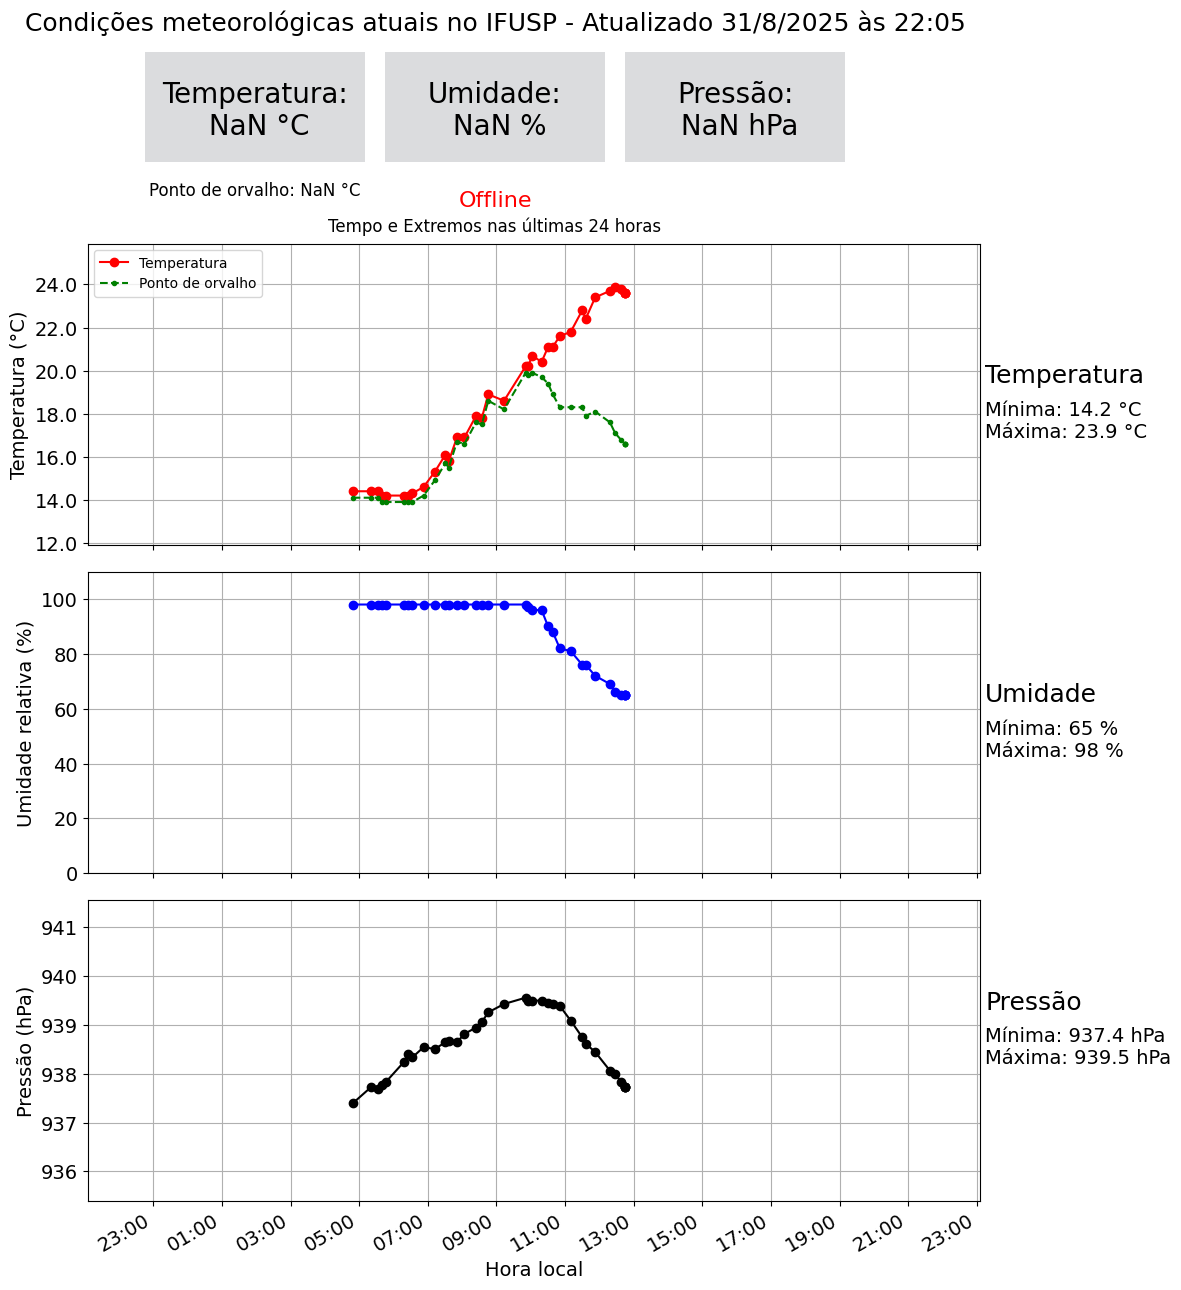 Condições meteorológicas atuais no IFUSP - Atualizado 31/8/2025 às 22:05
Temperatura:
NaN °C
Umidade:
NaN %
Pressão:
NaN hPa
Ponto de orvalho: NaN °C
Offline
Tempo e Extremos nas últimas 24 horas
Temperatura
Ponto de orvalho
Temperatura (°C)
24.0
22.0
20.0
18.0
16.0
14.0
12.0
Temperatura
Mínima: 14.2 °C
Máxima: 23.9 °C
Umidade relativa (%)
100
80
60
40
20
0
Umidade
Mínima: 65 %
Máxima: 98 %
Pressão (hPa)
941
940
939
938
937
936
Pressão
Mínima: 937.4 hPa
Máxima: 939.5 hPa
23:00 01:00 03:00 05:00 07:00 09:00 11:00 13:00 15:00 17:00 19:00 21:00 23:00
Hora local